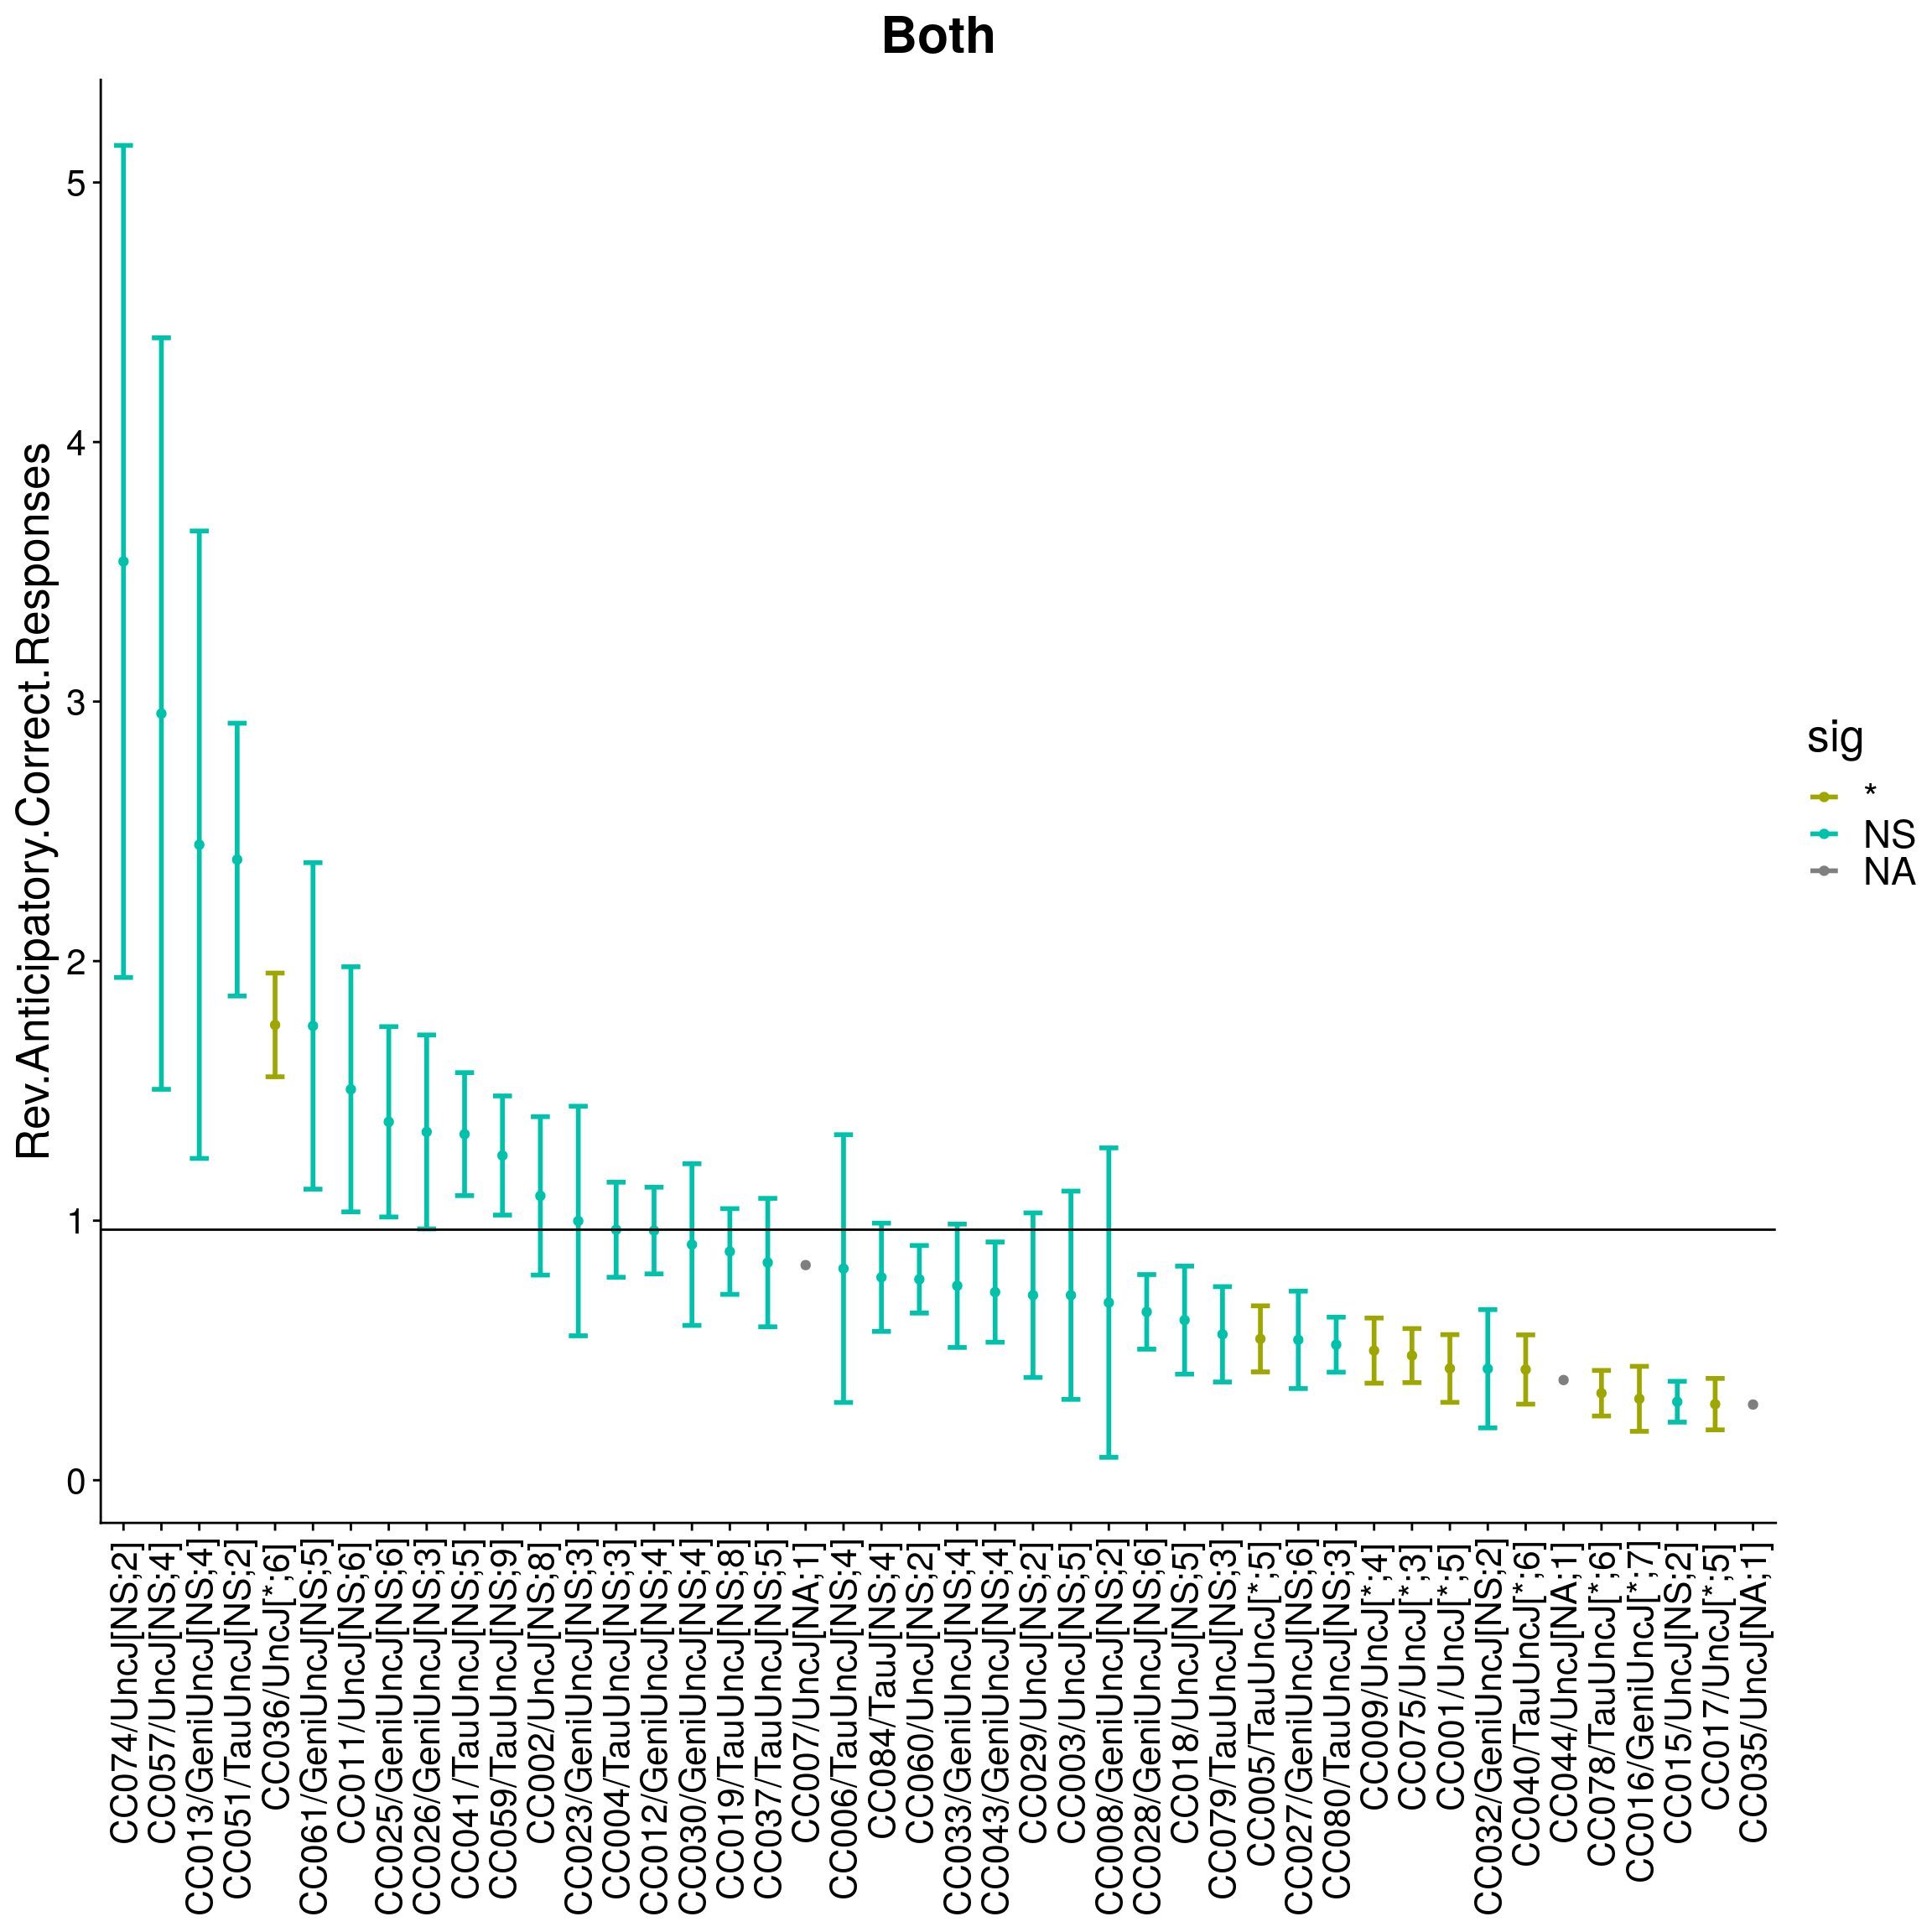 Both
Rev.Anticipatory.Correct.Responses
5
4
3
2
1
0
CC074/UncJ[NS;2]
CC057/UncJ[NS;4]
CC013/GeniUncJ[NS;4]
CC051/TauUncJ[NS;2]
CC036/UncJ[*;6]
CC061/GeniUncJ[NS;5]
CC011/UncJ[NS;6]
CC025/GeniUncJ[NS;6]
CC026/GeniUncJ[NS;3]
CC041/TauUncJ[NS;5]
CC059/TauUncJ[NS;9]
CC002/UncJ[NS;8]
CC023/GeniUncJ[NS;3]
CC004/TauUncJ[NS;3]
CC012/GeniUncJ[NS;4]
CC030/GeniUncJ[NS;4]
CC019/TauUncJ[NS;8]
CC037/TauUncJ[NS;5]
CC007/UncJ[NA;1]
CC006/TauUncJ[NS;4]
CC084/TauJ[NS;4]
CC060/UncJ[NS;2]
CC033/GeniUncJ[NS;4]
CC043/GeniUncJ[NS;4]
CC029/UncJ[NS;2]
CC003/UncJ[NS;5]
CC008/GeniUncJ[NS;2]
CC028/GeniUncJ[NS;6]
CC018/UncJ[NS;5]
CC079/TauUncJ[NS;3]
CC005/TauUncJ[*;5]
CC027/GeniUncJ[NS;6]
CC080/TauUncJ[NS;3]
CC009/UncJ[*;4]
CC075/UncJ[*;3]
CC001/UncJ[*;5]
CC032/GeniUncJ[NS;2]
CC040/TauUncJ[*;6]
CC044/UncJ[NA;1]
CC078/TauUncJ[*;6]
CC016/GeniUncJ[*;7]
CC015/UncJ[NS;2]
CC017/UncJ[*;5]
CC035/UncJ[NA;1]
sig
*
NS
NA